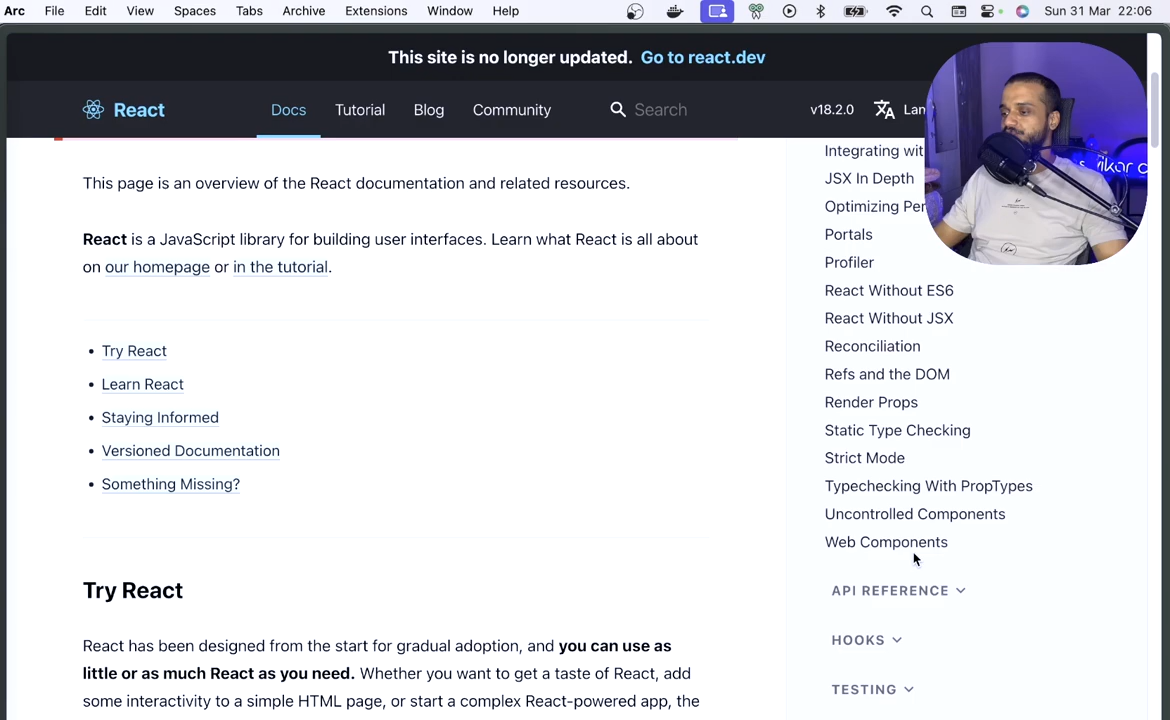 Arc File Edit View Spaces Tabs Archive Extensions Window Help Sun 31 Mar 22:06
This site is no longer updated. Go to react.dev
React Docs Tutorial Blog Community Search v18.2.0 Lan
This page is an overview of the React documentation and related resources.
React is a JavaScript library for building user interfaces. Learn what React is all about
on our homepage or in the tutorial.
• Try React
• Learn React
• Staying Informed
• Versioned Documentation
• Something Missing?
Try React
React has been designed from the start for gradual adoption, and you can use as
little or as much React as you need. Whether you want to get a taste of React, add
some interactivity to a simple HTML page, or start a complex React-powered app, the
Integrating wit
JSX In Depth
Optimizing Per
Portals
Profiler
React Without ES6
React Without JSX
Reconciliation
Refs and the DOM
Render Props
Static Type Checking
Strict Mode
Typechecking With PropTypes
Uncontrolled Components
Web Components
API REFERENCE
HOOKS
TESTING